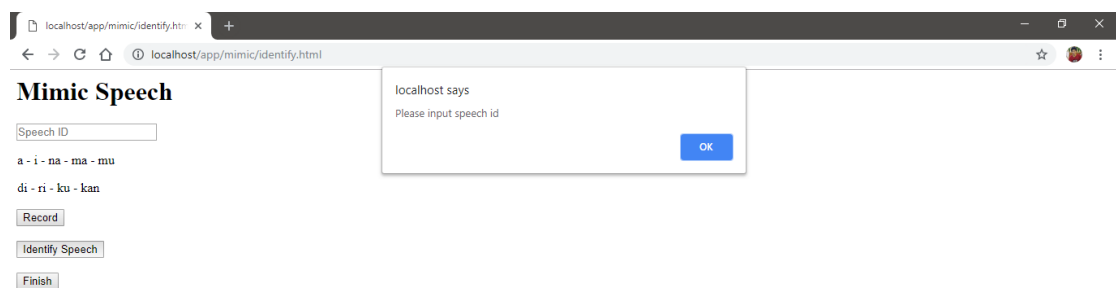 localhost/app/mimic/identify.htm
localhost/app/mimic/identify.html
localhost says
Please input speech id
OK
Mimic Speech
Speech ID
a - i - na - ma - mu
di - ri - ku - kan
Record
Identify Speech
Finish